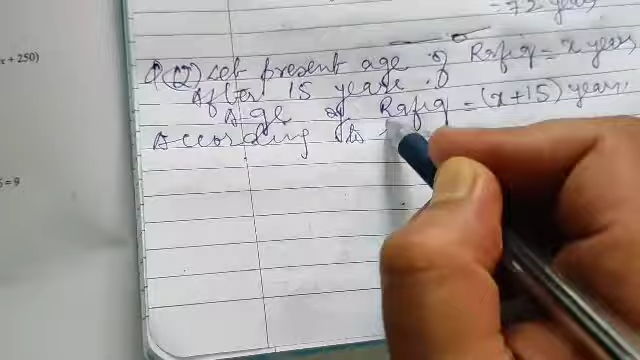 = 72 years
x + 250)
Q(2) Let present age of Rafiq = x years
After 15 years
Age of Rafiq = (x+15) years.
According to
= 9